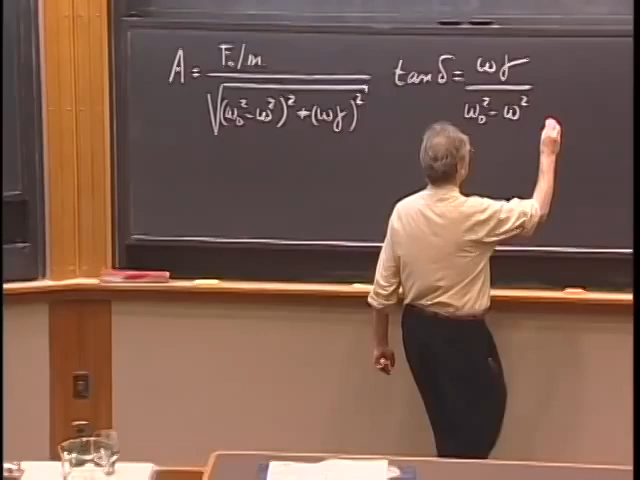 A = F₀/m / √((ω₀² - ω²)² + (ωγ)²)
tan δ = ωγ / ω₀² - ω²